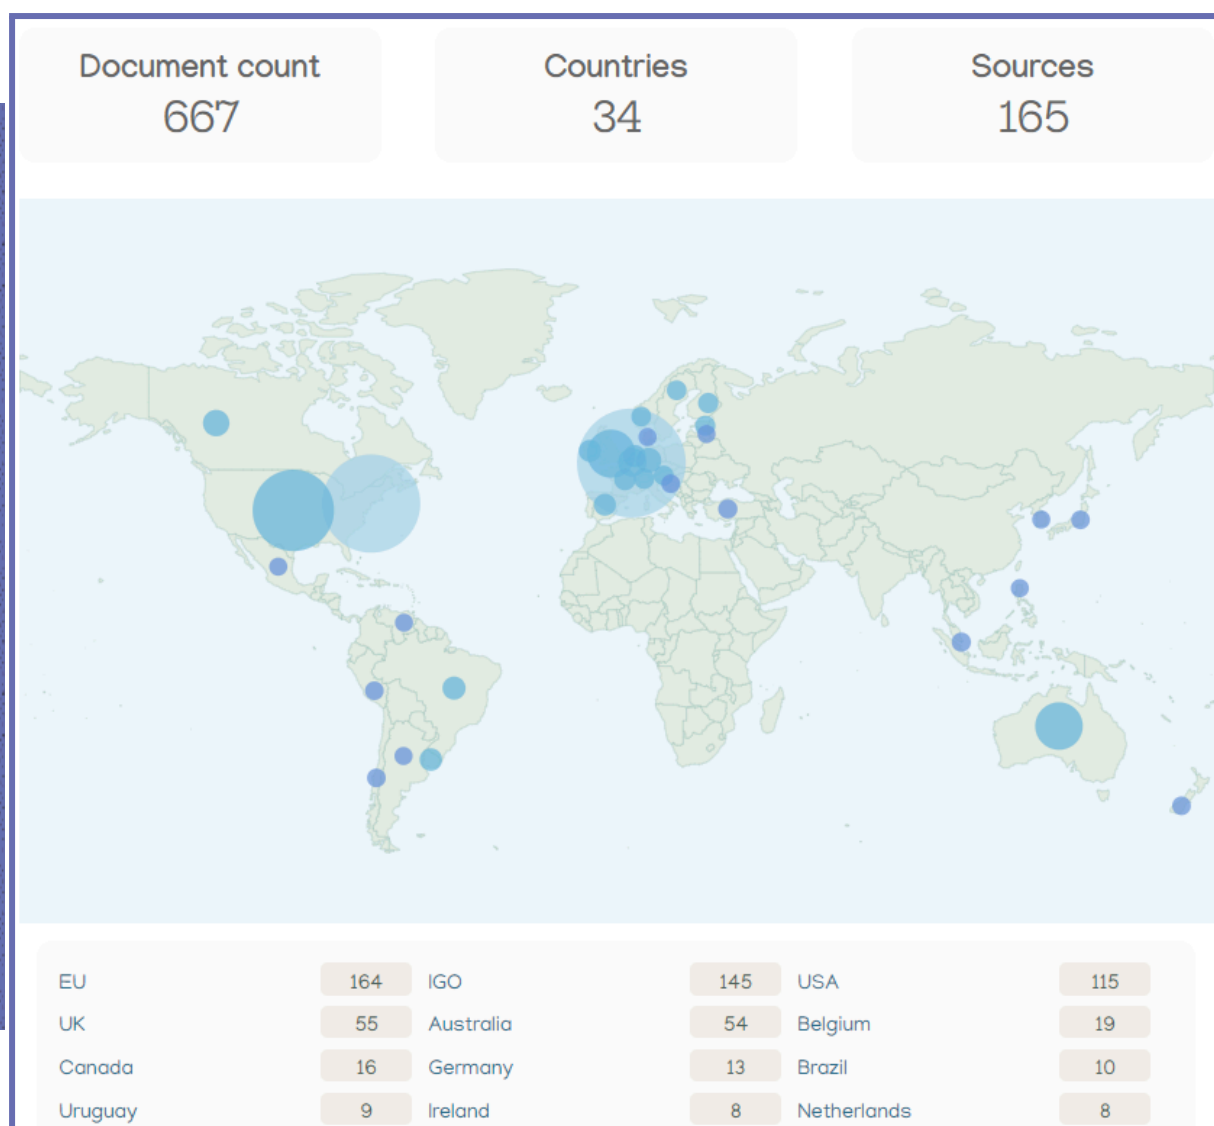 Document count
667
Countries
34
Sources
165
EU 164 IGO 145 USA 115
UK 55 Australia 54 Belgium 19
Canada 16 Germany 13 Brazil 10
Uruguay 9 Ireland 8 Netherlands 8